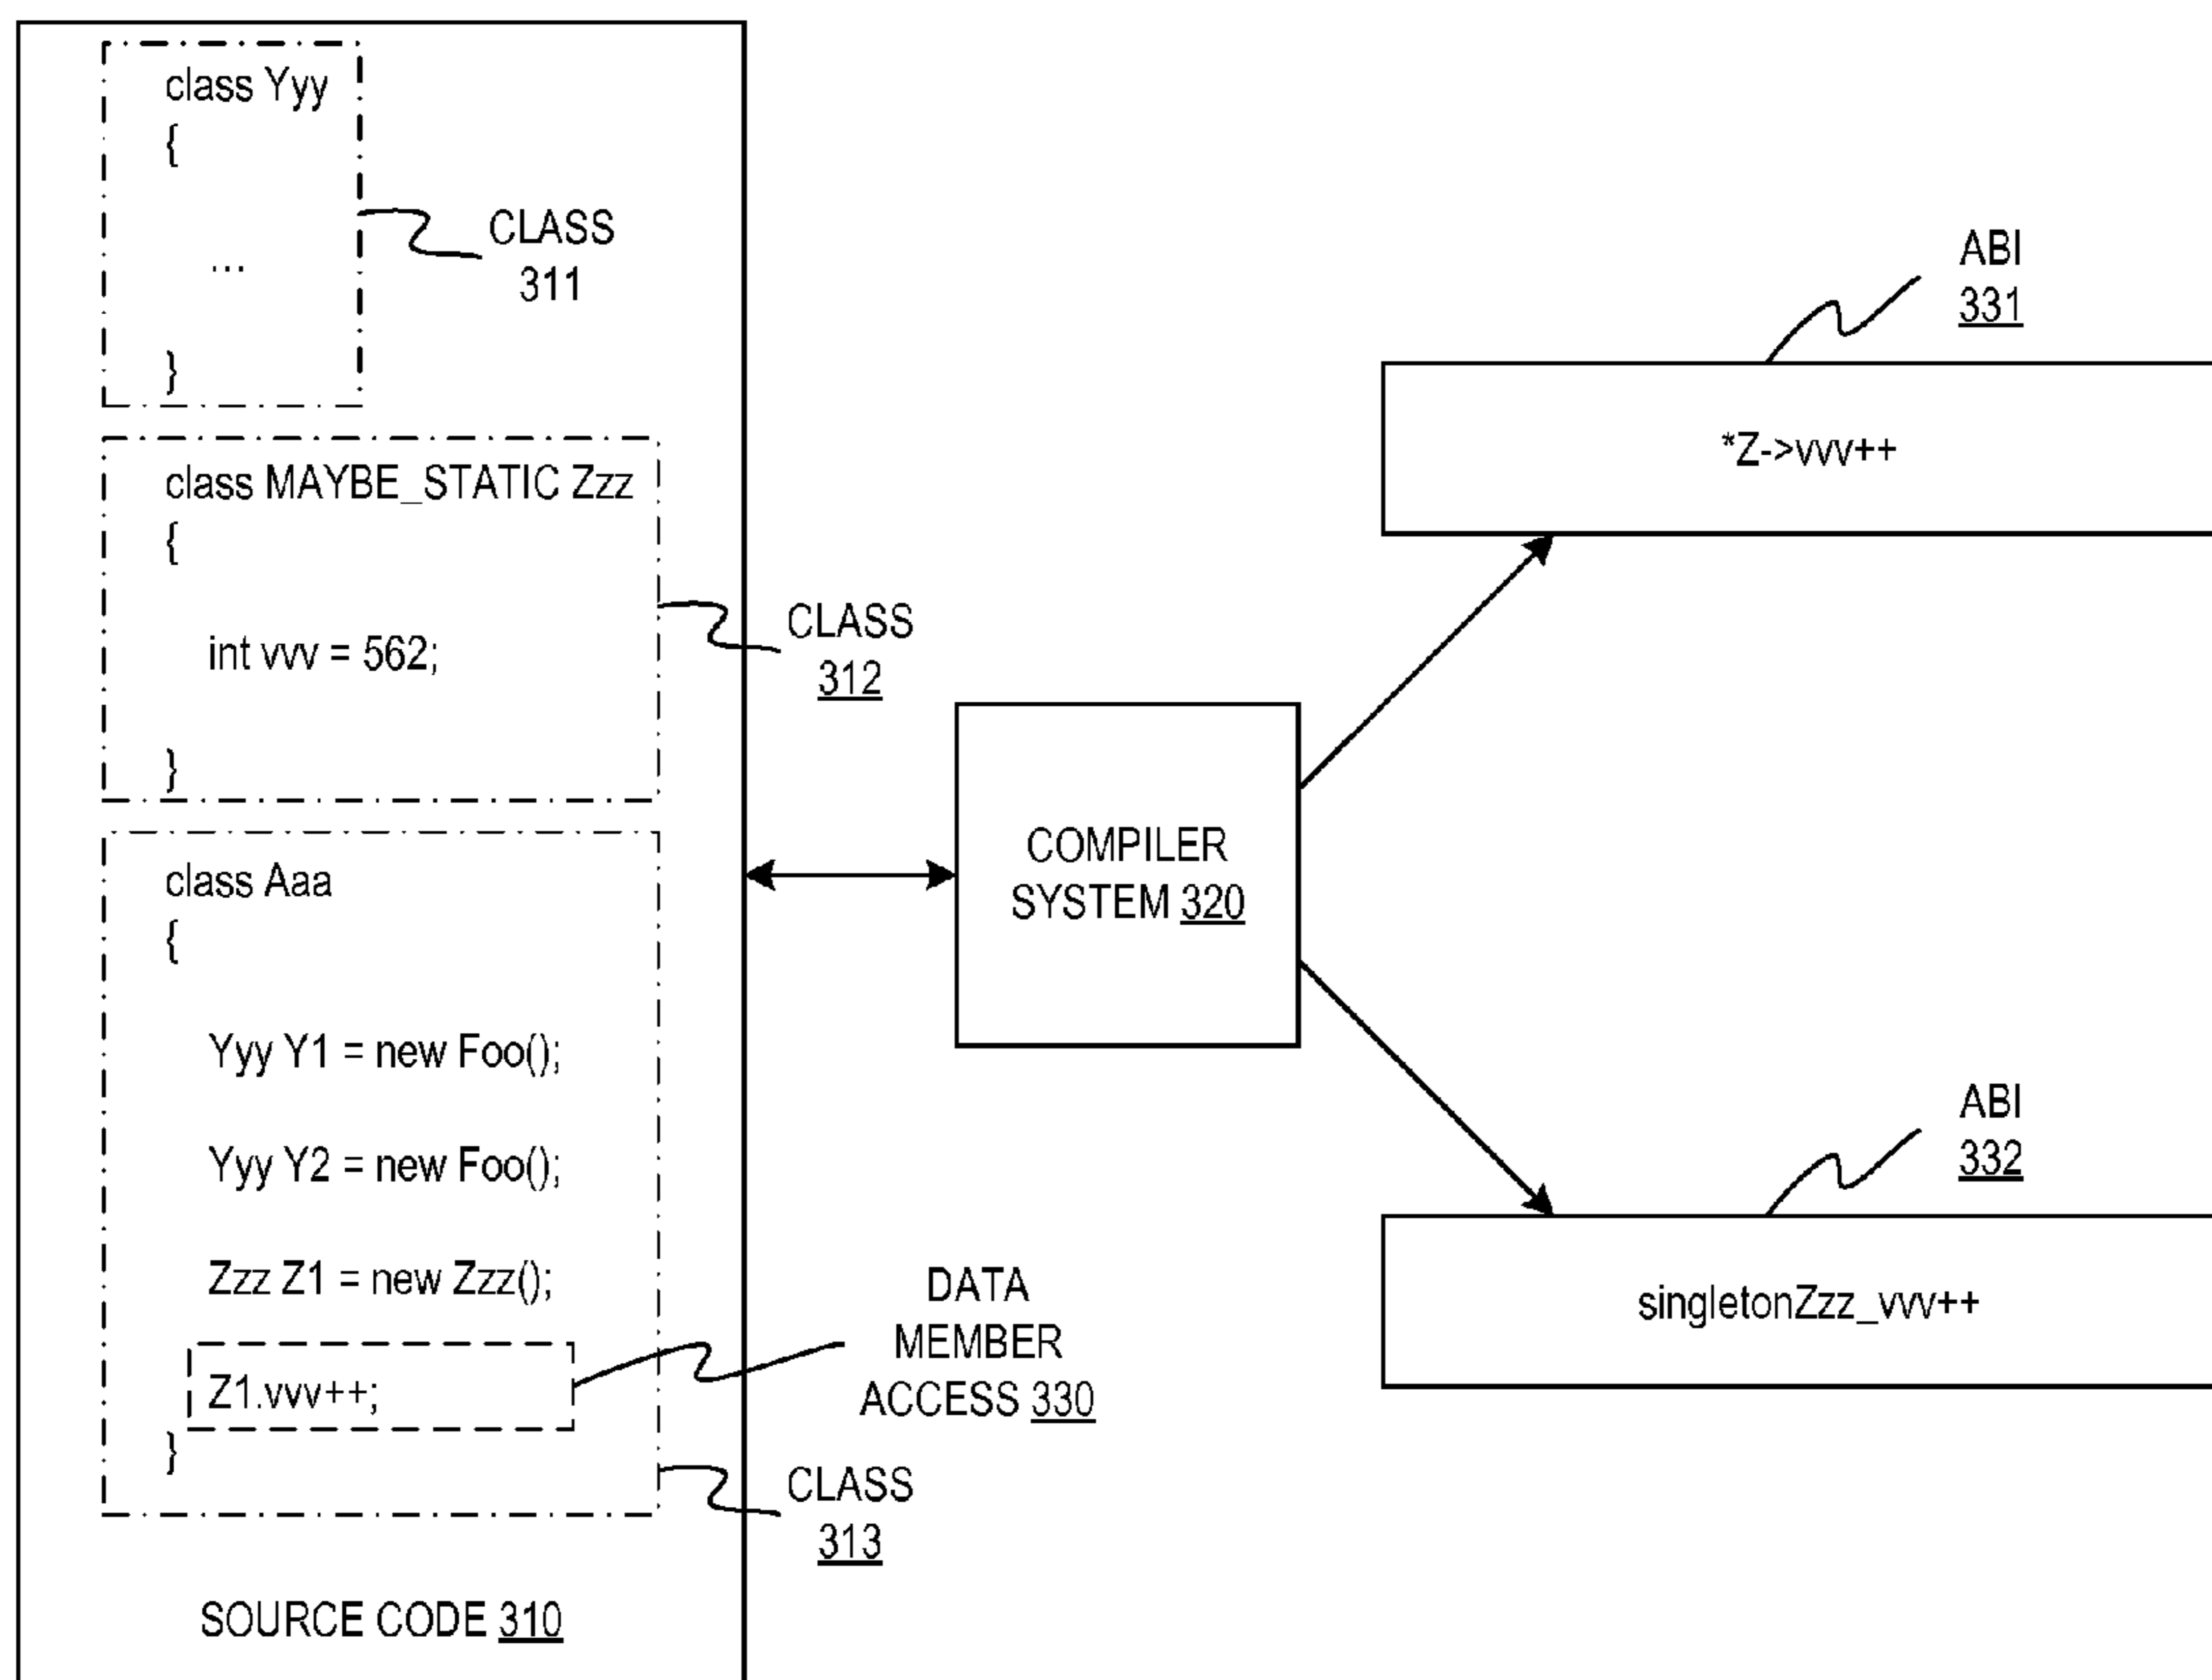 class Yyy
{
...
}
CLASS
311
class MAYBE_STATIC Zzz
{
int vvv = 562;
}
CLASS
312
class Aaa
{
Yyy Y1 = new Foo();
Yyy Y2 = new Foo();
Zzz Z1 = new Zzz();
Z1.vvv++;
}
DATA
MEMBER
ACCESS 330
CLASS
313
SOURCE CODE 310
COMPILER
SYSTEM 320
ABI
331
*Z->vvv++
ABI
332
singletonZzz_vvv++